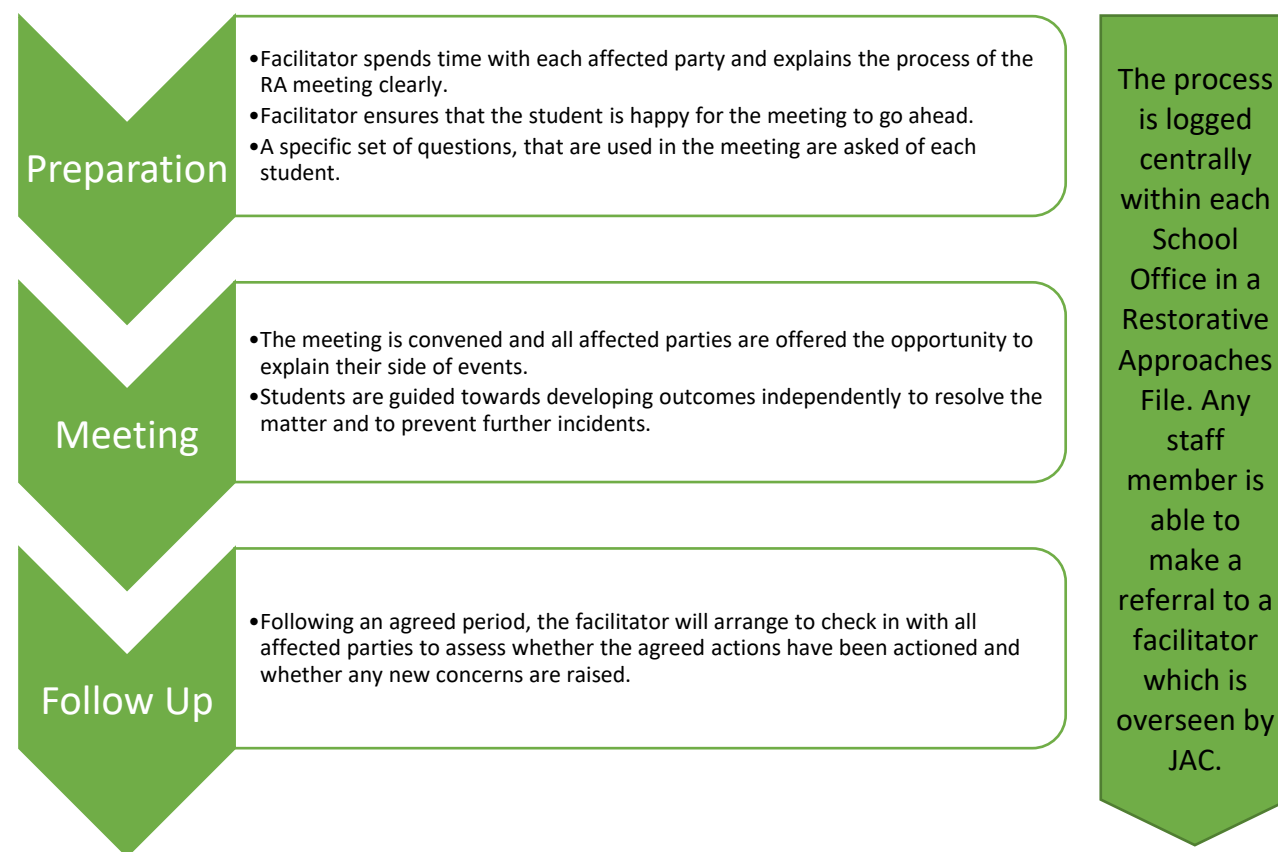 Preparation
•Facilitator spends time with each affected party and explains the process of the
RA meeting clearly.
•Facilitator ensures that the student is happy for the meeting to go ahead.
•A specific set of questions, that are used in the meeting are asked of each
student.
Meeting
•The meeting is convened and all affected parties are offered the opportunity to
explain their side of events.
•Students are guided towards developing outcomes independently to resolve the
matter and to prevent further incidents.
Follow Up
•Following an agreed period, the facilitator will arrange to check in with all
affected parties to assess whether the agreed actions have been actioned and
whether any new concerns are raised.
The process
is logged
centrally
within each
School
Office in a
Restorative
Approaches
File. Any
staff
member is
able to
make a
referral to a
facilitator
which is
overseen by
JAC.